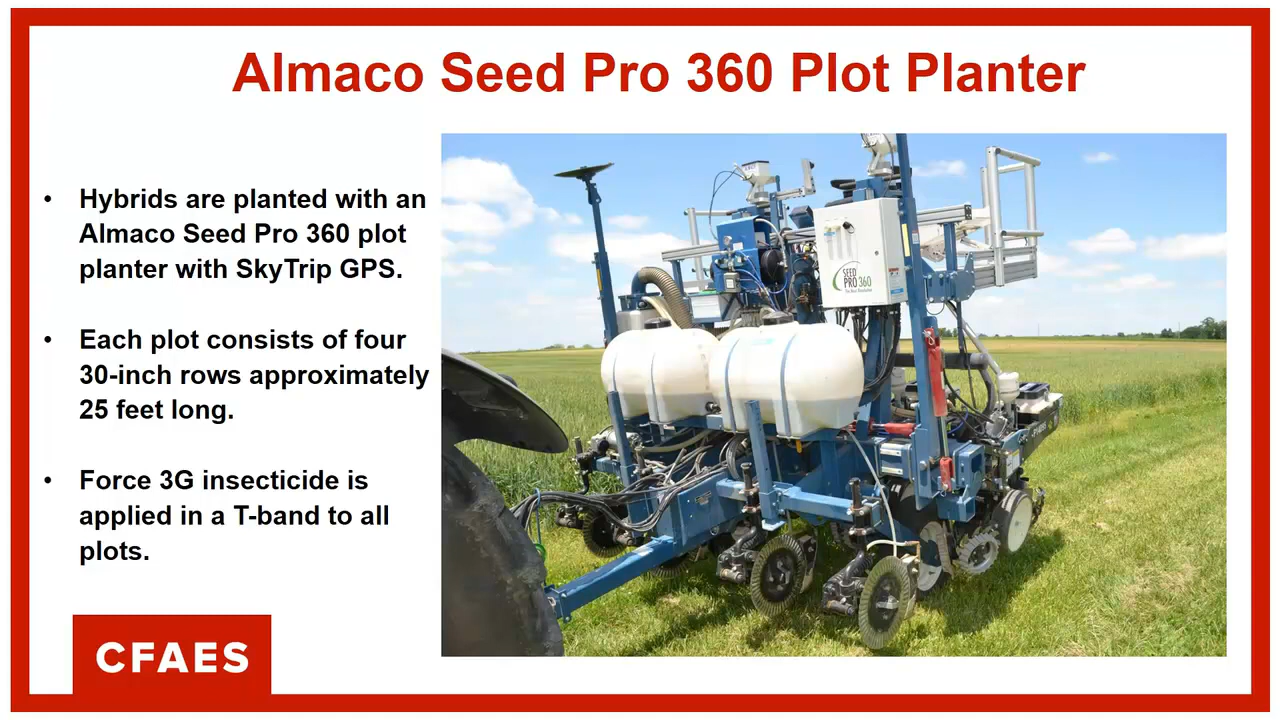 Almaco Seed Pro 360 Plot Planter
• Hybrids are planted with an
Almaco Seed Pro 360 plot
planter with SkyTrip GPS.
• Each plot consists of four
30-inch rows approximately
25 feet long.
• Force 3G insecticide is
applied in a T-band to all
plots.
SEED
PRO 360
CFAES